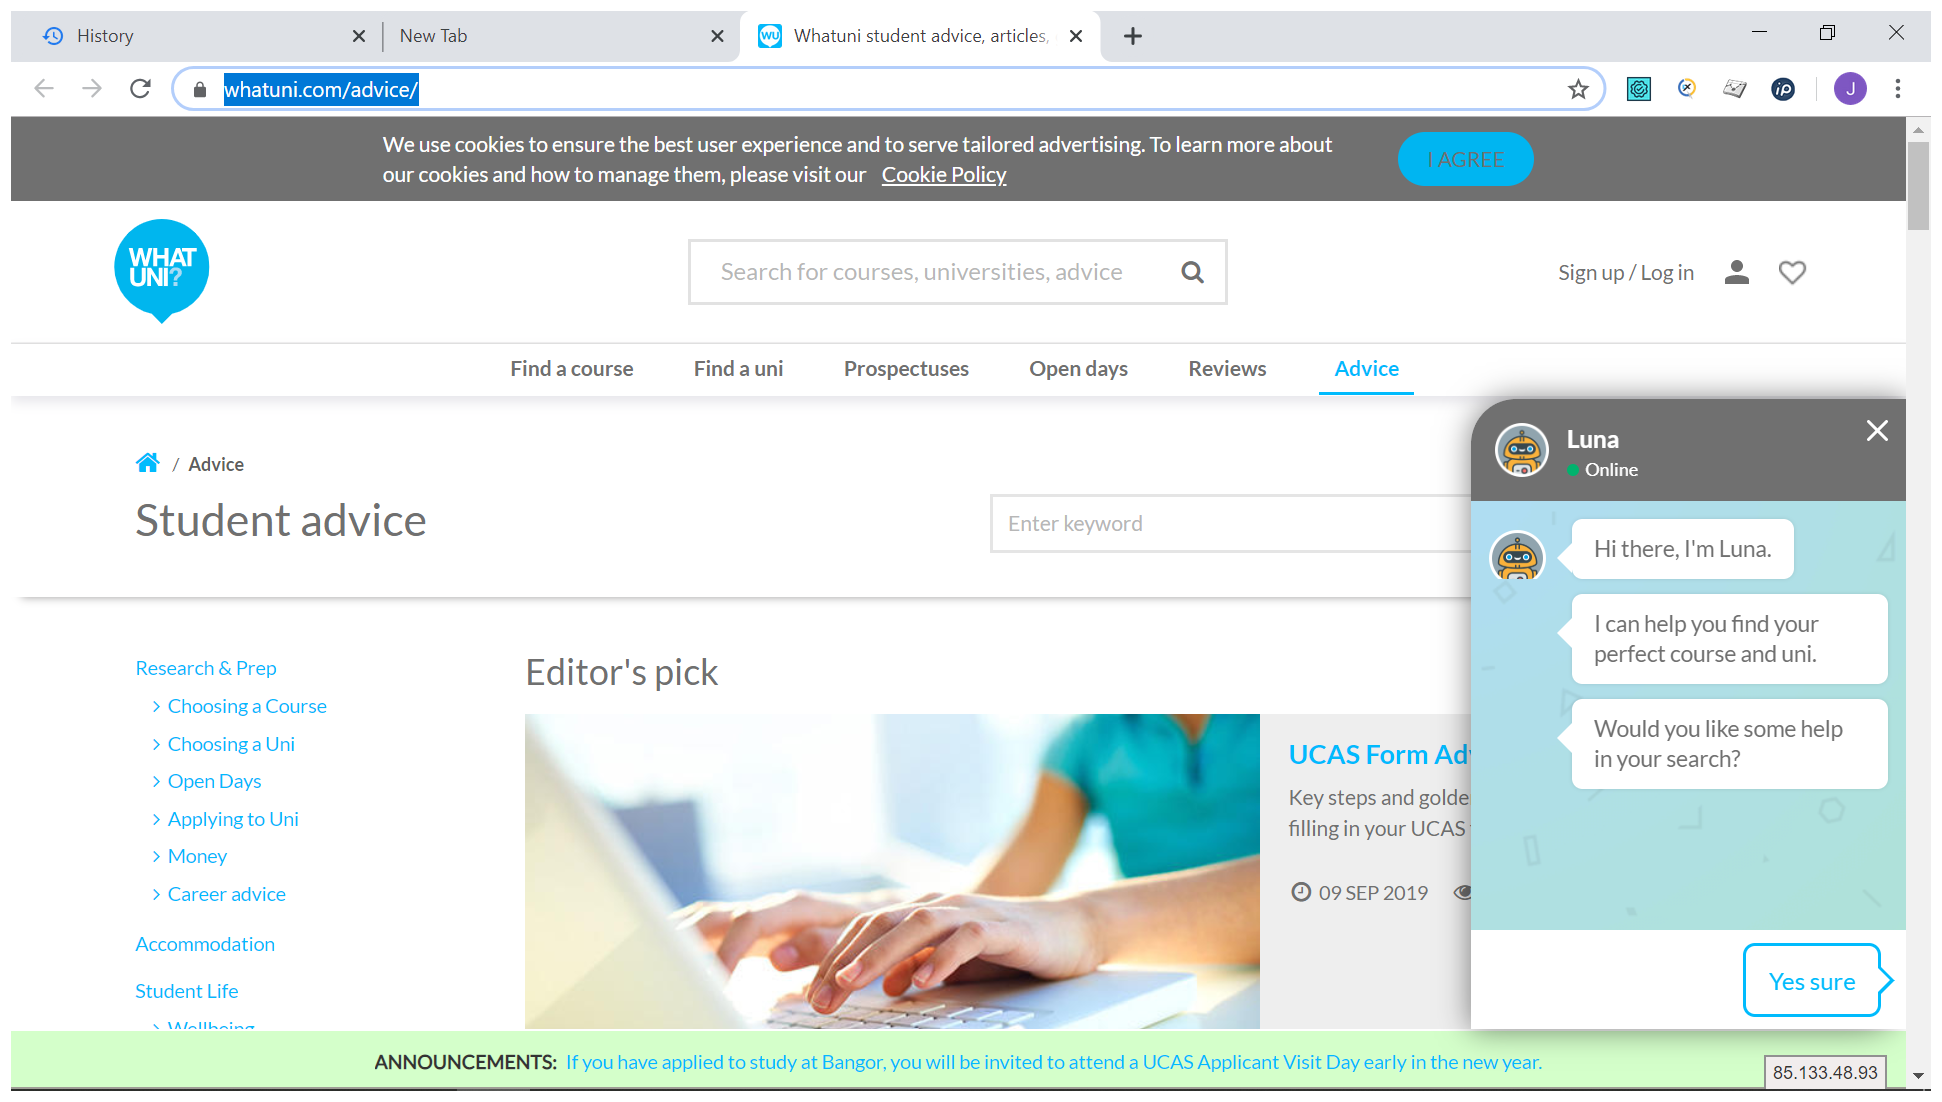 History
New Tab
Whatuni student advice, articles,
whatuni.com/advice/
J
We use cookies to ensure the best user experience and to serve tailored advertising. To learn more about
our cookies and how to manage them, please visit our Cookie Policy
I AGREE
WHAT
UNI?
Search for courses, universities, advice
Sign up / Log in
Find a course
Find a uni
Prospectuses
Open days
Reviews
Advice
/ Advice
Student advice
Enter keyword
Research & Prep
Choosing a Course
Choosing a Uni
Open Days
Applying to Uni
Money
Career advice
Accommodation
Student Life
Wellbeing
Editor's pick
UCAS Form Ad
Key steps and golde
filling in your UCAS
09 SEP 2019
Luna
Online
Hi there, I'm Luna.
I can help you find your
perfect course and uni.
Would you like some help
in your search?
Yes sure
ANNOUNCEMENTS: If you have applied to study at Bangor, you will be invited to attend a UCAS Applicant Visit Day early in the new year.
85.133.48.93